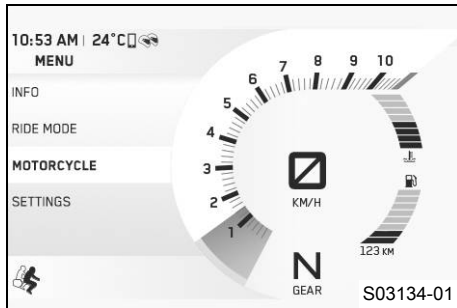 10:53 AM | 24°C
MENU
INFO
RIDE MODE
MOTORCYCLE
SETTINGS
1
2
3
4
5
6
7
8
9
10
0
KM/H
N
GEAR
123 KM
S03134-01